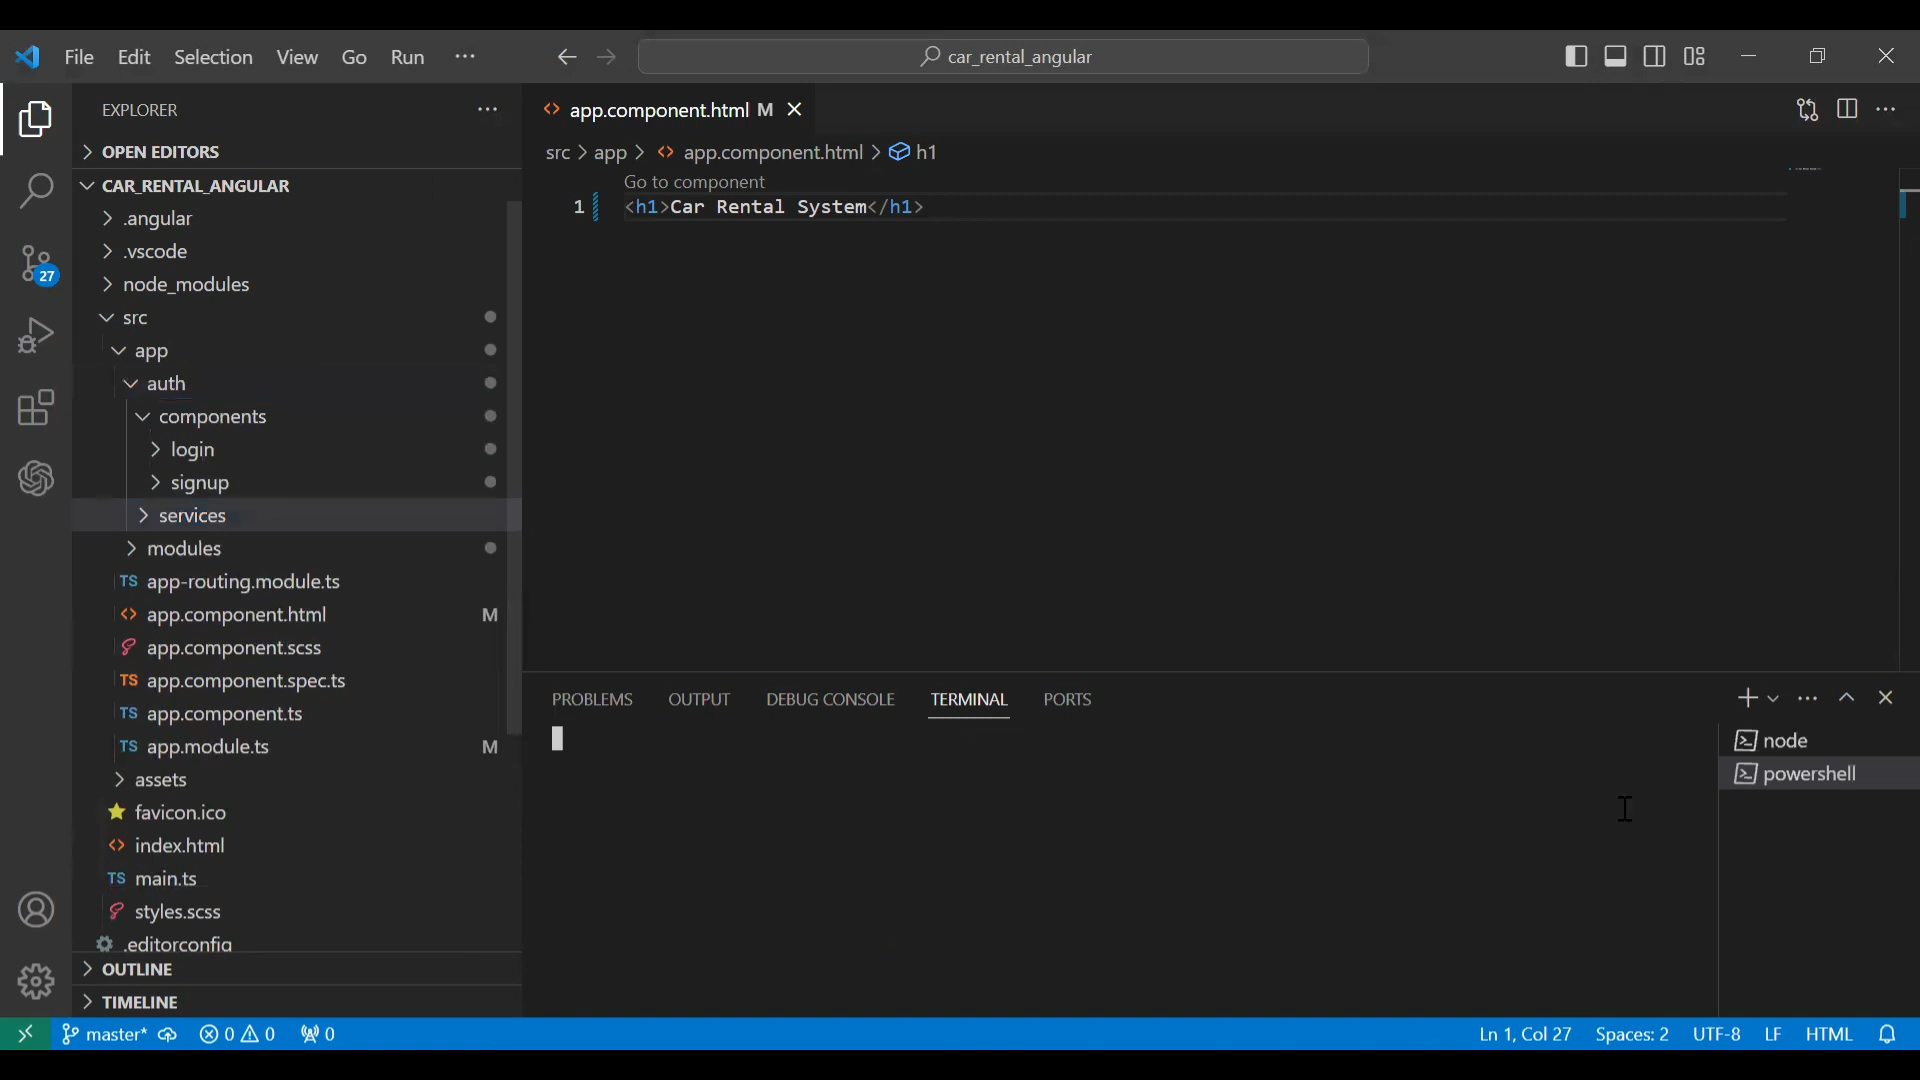 File Edit Selection View Go Run ··· car_rental_angular
EXPLORER
OPEN EDITORS
CAR_RENTAL_ANGULAR
.angular
.vscode
node_modules
src
app
auth
components
login
signup
services
modules
TS app-routing.module.ts
<> app.component.html M
app.component.scss
TS app.component.spec.ts
TS app.component.ts
TS app.module.ts M
assets
favicon.ico
<> index.html
TS main.ts
styles.scss
.editorconfig
OUTLINE
TIMELINE
27
<> app.component.html M
src > app > <> app.component.html > h1
Go to component
1 <h1>Car Rental System</h1>
PROBLEMS OUTPUT DEBUG CONSOLE TERMINAL PORTS
node
powershell
master* 0 0 0 Ln 1, Col 27 Spaces: 2 UTF-8 LF HTML